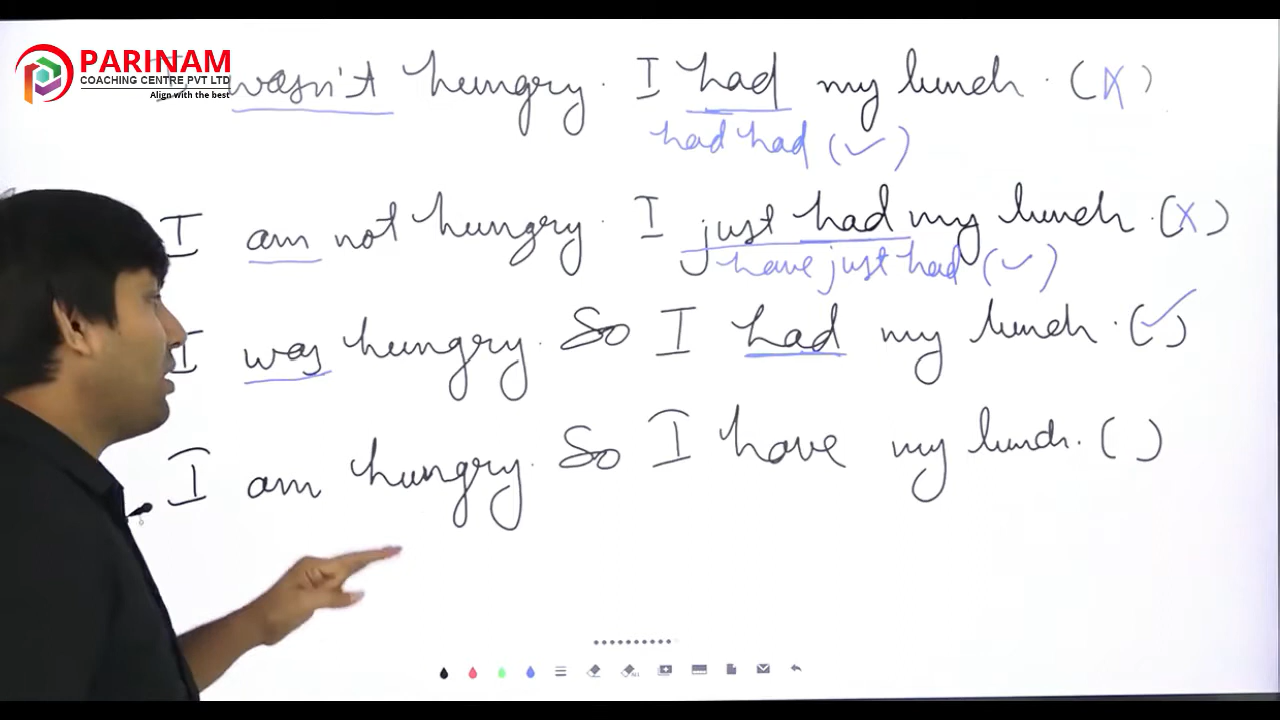 PARINAM
COACHING CENTRE PVT LTD
Align with the best
I wasn't hungry. I had my lunch. (X)
had had (✓)
I am not hungry. I just had my lunch. (X)
have just had (✓)
I was hungry. So I had my lunch. (✓)
I am hungry. So I have my lunch. ( )
ALL